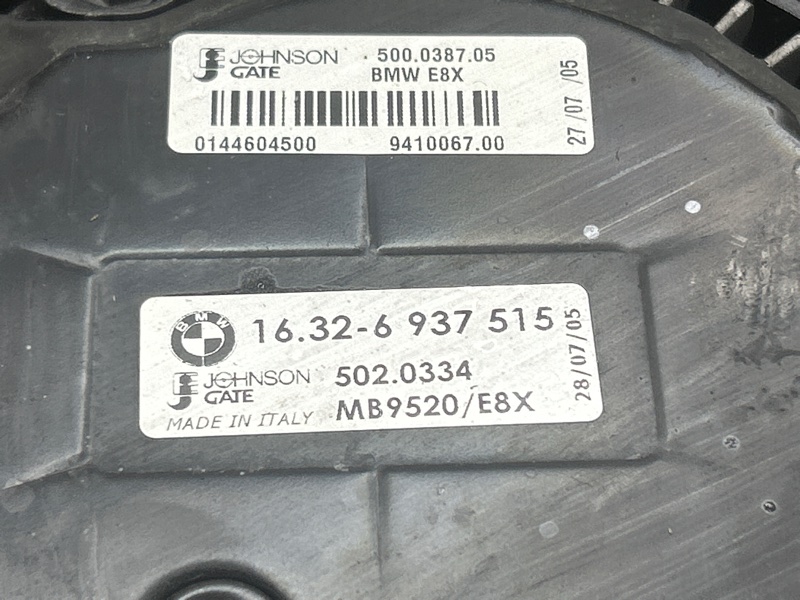 JOHNSON 500.0387.05
GATE BMW E8X
0144604500 9410067.00
27/07 /05
BMW
16.32-6 937 515
JOHNSON 502.0334
GATE
MADE IN ITALY MB9520/E8X
28/07/05